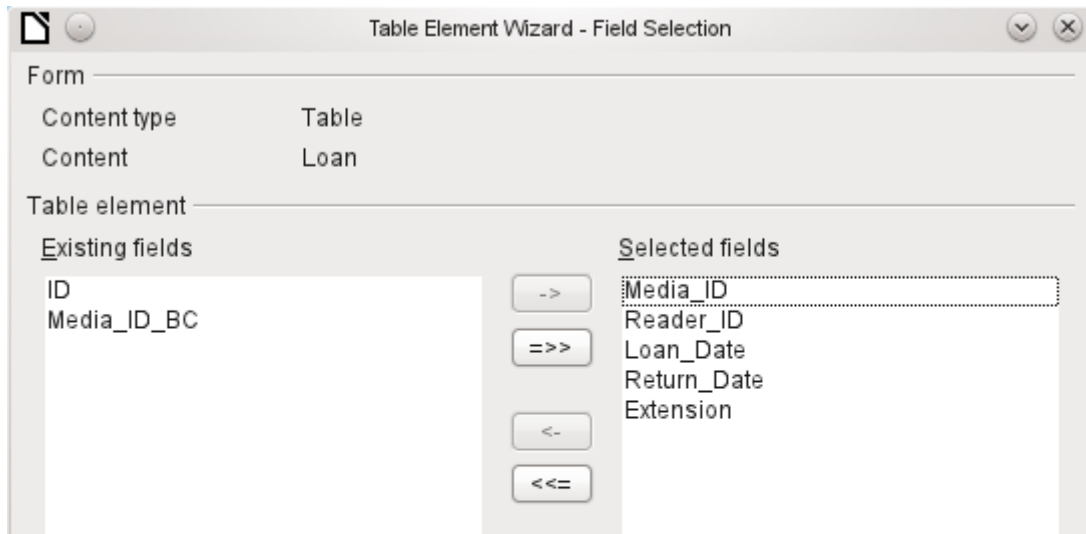 Table Element Wizard - Field Selection
Form
Content type Table
Content Loan
Table element
Existing fields
ID
Media_ID_BC
->
=>>
<-
<<=
Selected fields
Media_ID
Reader_ID
Loan_Date
Return_Date
Extension